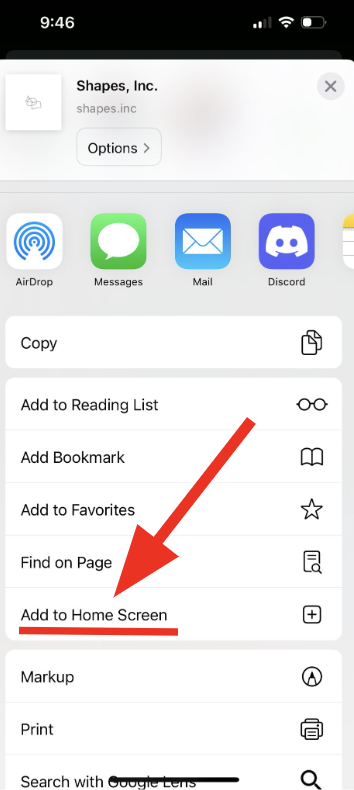 9:46
Shapes, Inc.
shapes.inc
Options
AirDrop
Messages
Mail
Discord
Copy
Add to Reading List
Add Bookmark
Add to Favorites
Find on Page
Add to Home Screen
Markup
Print
Search with Google Lens